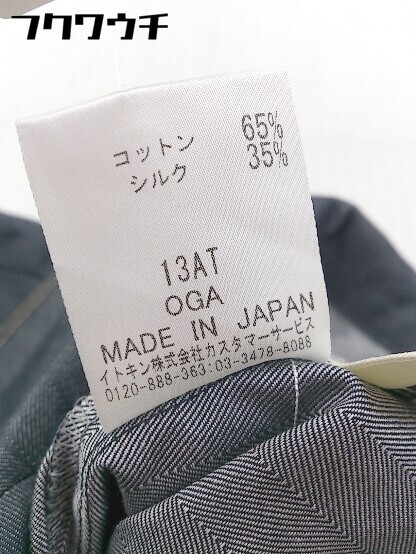 フクワウチ
コットン 65%
シルク 35%
13AT
OGA
MADE IN JAPAN
イトキン株式会社カスタマーサービス
0120-888-363:03-3478-8088